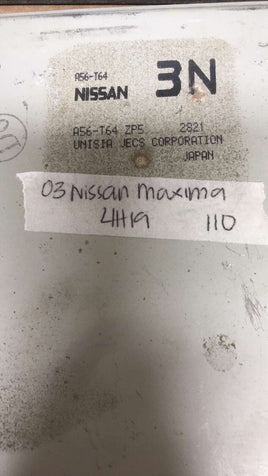 A56-T64
NISSAN 3N
A56-T64 ZP5 2821
UNISIA JECS CORPORATION
JAPAN
03 Nissan Maxima
4H19 110